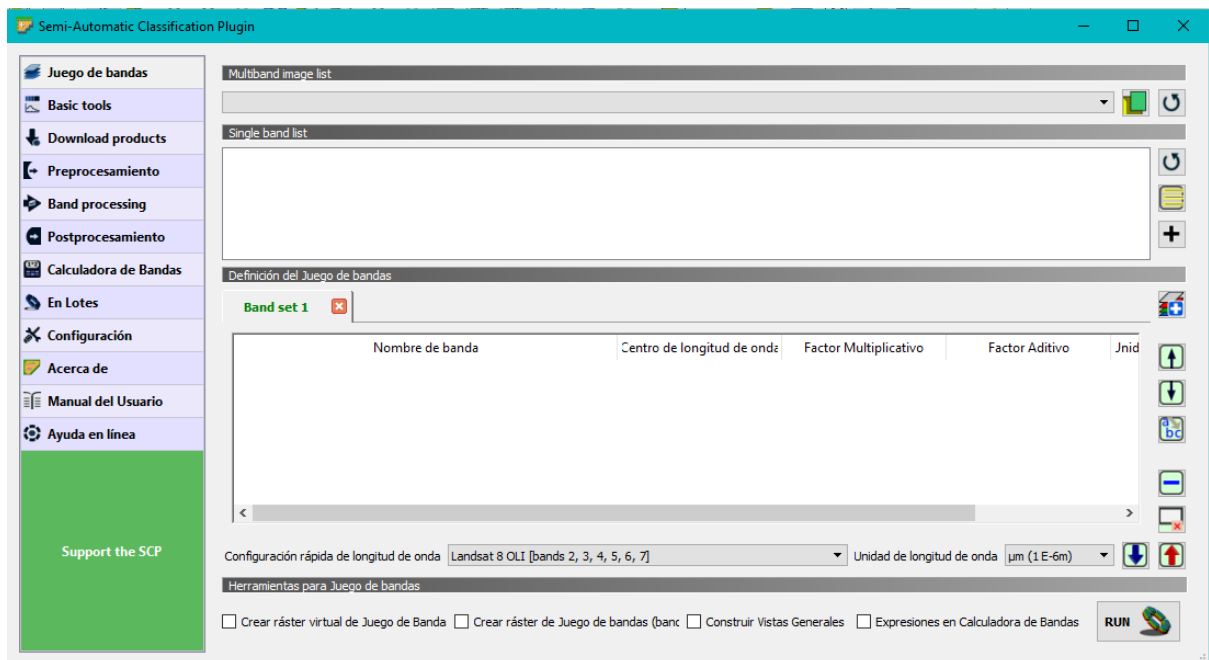 Semi-Automatic Classification Plugin
Juego de bandas
Basic tools
Download products
Preprocesamiento
Band processing
Postprocesamiento
Calculadora de Bandas
En Lotes
Configuración
Acerca de
Manual del Usuario
Ayuda en línea
Support the SCP
Multiband image list
Single band list
Definición del Juego de bandas
Band set 1
Nombre de banda Centro de longitud de onda Factor Multiplicativo Factor Aditivo Unid
Configuración rápida de longitud de onda Landsat 8 OLI [bands 2, 3, 4, 5, 6, 7] Unidad de longitud de onda µm (1 E-6m)
Herramientas para Juego de bandas
Crear ráster virtual de Juego de Banda Crear ráster de Juego de bandas (banc Construir Vistas Generales Expresiones en Calculadora de Bandas RUN